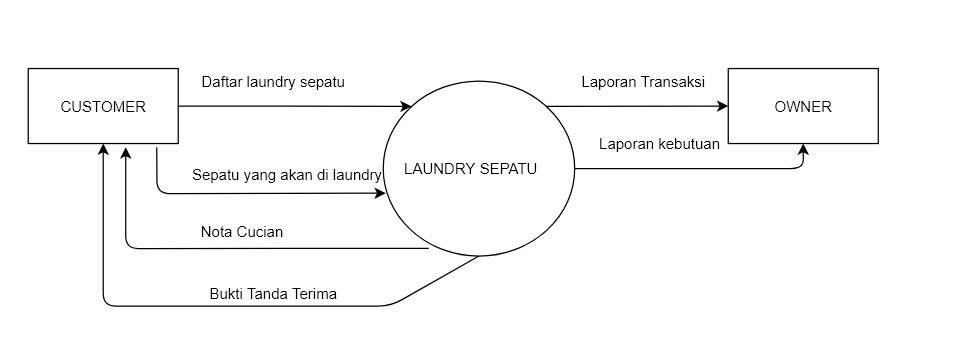 Daftar laundry sepatu
Laporan Transaksi
CUSTOMER
OWNER
Laporan kebutuan
LAUNDRY SEPATU
Sepatu yang akan di laundry
Nota Cucian
Bukti Tanda Terima